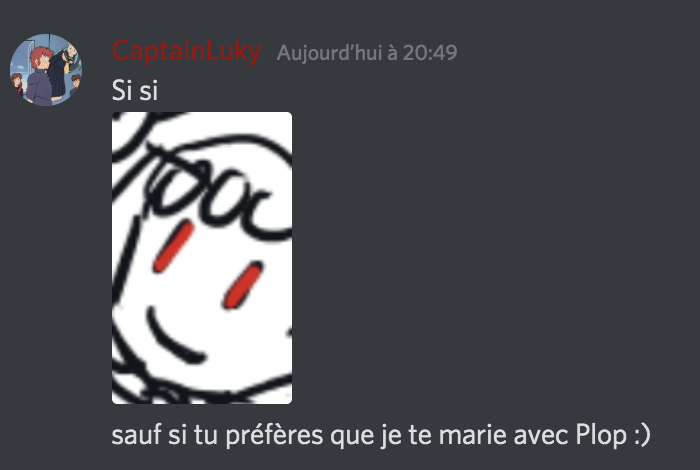 CaptainLuky Aujourd'hui à 20:49
Si si
sauf si tu préfères que je te marie avec Plop :)